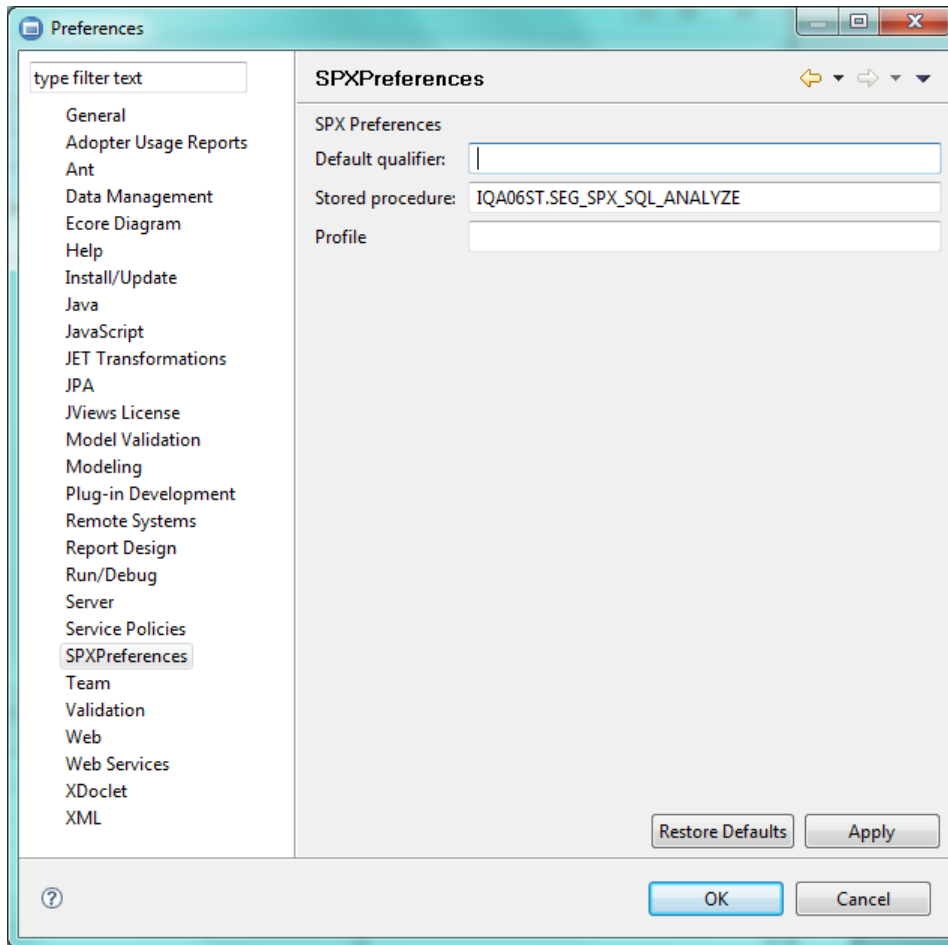 Preferences
type filter text
General
Adopter Usage Reports
Ant
Data Management
Ecore Diagram
Help
Install/Update
Java
JavaScript
JET Transformations
JPA
JViews License
Model Validation
Modeling
Plug-in Development
Remote Systems
Report Design
Run/Debug
Server
Service Policies
SPXPreferences
Team
Validation
Web
Web Services
XDoclet
XML
SPXPreferences
SPX Preferences
Default qualifier:
Stored procedure: IQA06ST.SEG_SPX_SQL_ANALYZE
Profile
Restore Defaults Apply
OK Cancel